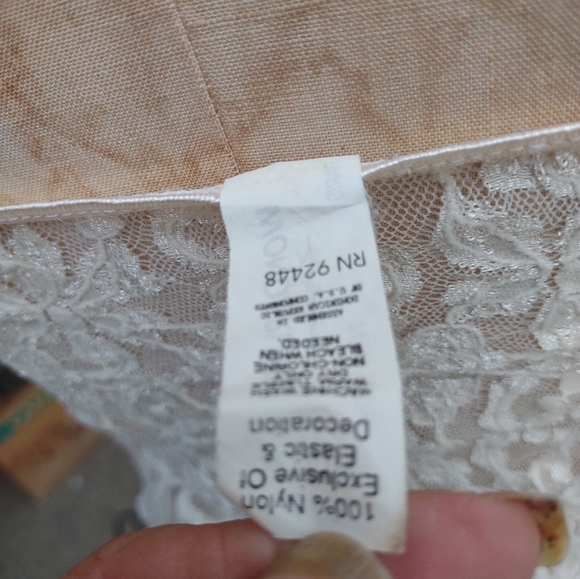 100% Nylon
Exclusive Of
Elastic &
Decoration
MACHINE WASH
NON-CHLORINE
BLEACH WHEN
NEEDED.
ASSEMBLED IN
DOMINICAN REPUBLIC
OF U.S.A. COMPONENTS
RN 92448